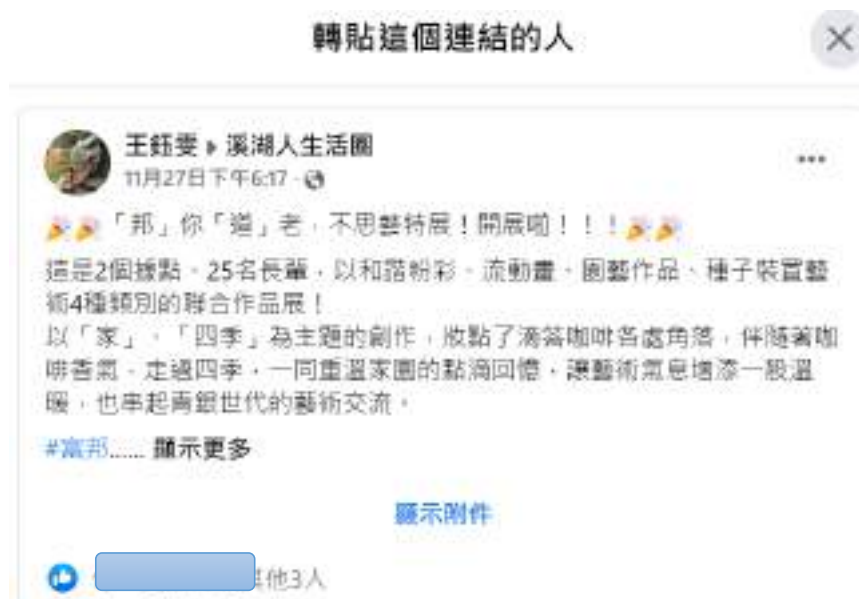 轉貼這個連結的人
王鈺雯 ▸ 溪湖人生活圈
11月27日下午6:17 ·
🎉🎉「邦」你「道」老，不思藝特展！開展啦！！！🎉🎉
這是2個據點、25名長輩，以和諧粉彩、流動畫、園藝作品、種子裝置藝
術4種類別的聯合作品展！
以「家」、「四季」為主題的創作，妝點了滴答咖啡各處角落，伴隨著咖
啡香氣，走過四季，一同重溫家園的點滴回憶，讓藝術氣息增添一股溫
暖，也串起青銀世代的藝術交流。
#富邦...... 顯示更多
顯示附件
其他3人